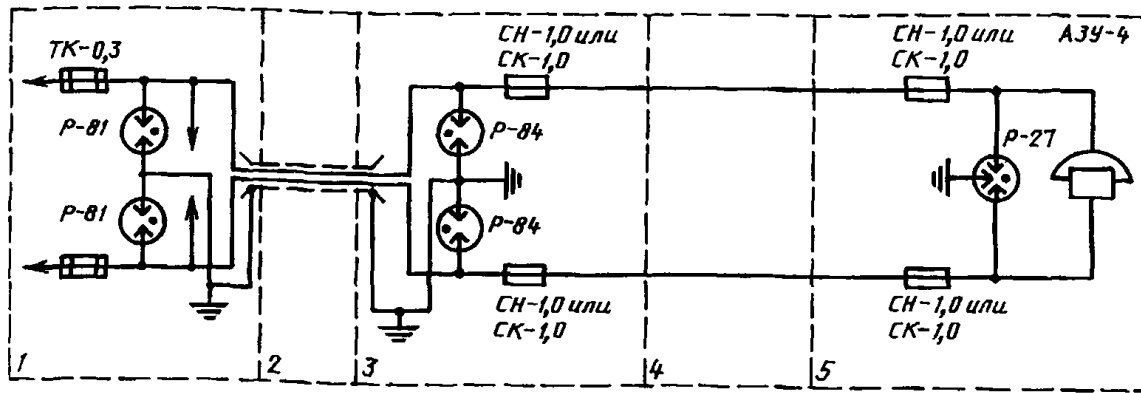 ТК-0,3
СН-1,0 или
СК-1,0
СН-1,0 или
СК-1,0
АЗУ-4
Р-81
Р-84
Р-27
Р-81
Р-84
СН-1,0 или
СК-1,0
СН-1,0 или
СК-1,0
1
2
3
4
5